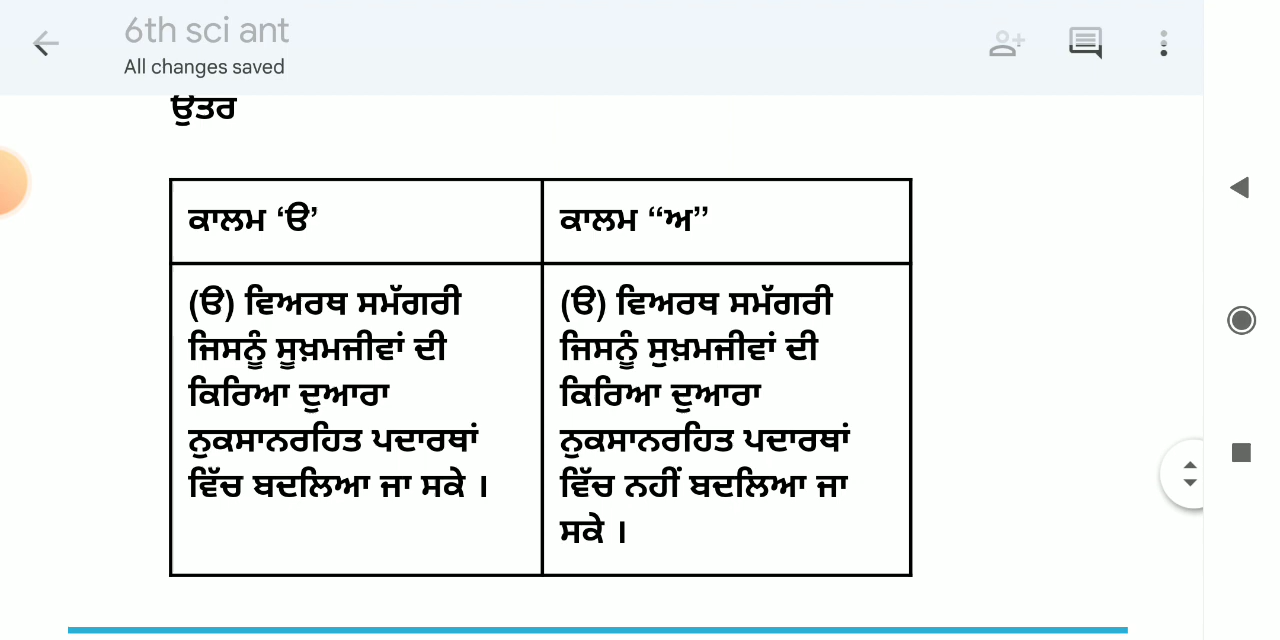 6th sci ant
All changes saved
ਉੱਤਰ
ਕਾਲਮ ‘ੳ’
ਕਾਲਮ “ਅ”
(ੳ) ਵਿਅਰਥ ਸਮੱਗਰੀ
ਜਿਸਨੂੰ ਸੂਖ਼ਮਜੀਵਾਂ ਦੀ
ਕਿਰਿਆ ਦੁਆਰਾ
ਨੁਕਸਾਨਰਹਿਤ ਪਦਾਰਥਾਂ
ਵਿੱਚ ਬਦਲਿਆ ਜਾ ਸਕੇ ।
(ੳ) ਵਿਅਰਥ ਸਮੱਗਰੀ
ਜਿਸਨੂੰ ਸੁਖ਼ਮਜੀਵਾਂ ਦੀ
ਕਿਰਿਆ ਦੁਆਰਾ
ਨੁਕਸਾਨਰਹਿਤ ਪਦਾਰਥਾਂ
ਵਿੱਚ ਨਹੀਂ ਬਦਲਿਆ ਜਾ
ਸਕੇ ।